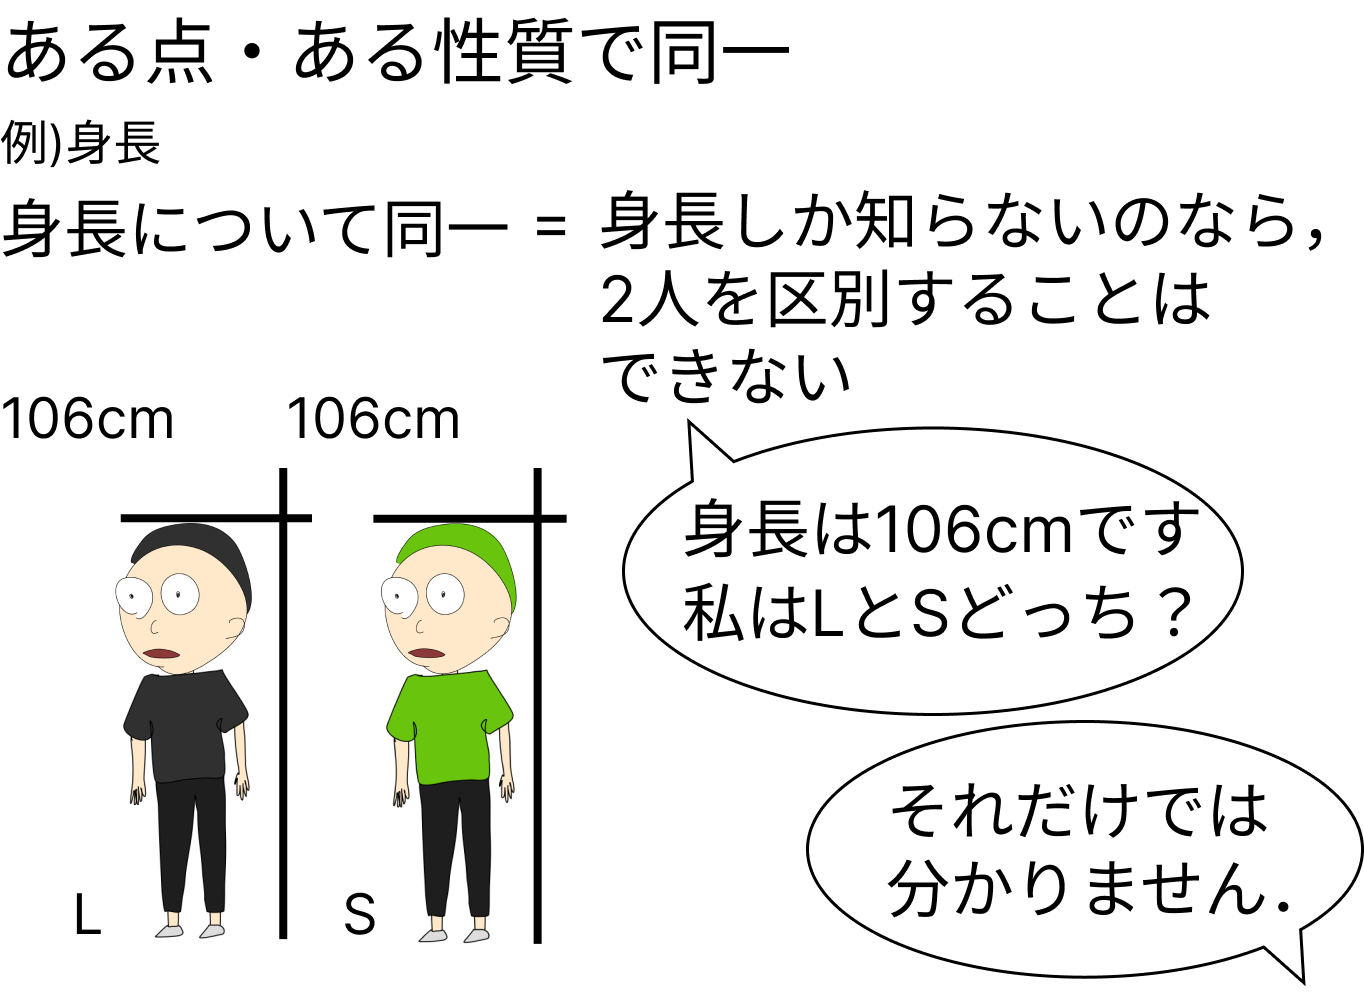 ある点・ある性質で同一
例)身長
身長について同一 = 身長しか知らないのなら，
2人を区別することは
できない
106cm 106cm
身長は106cmです
私はLとSどっち？
それだけでは
分かりません．
L S